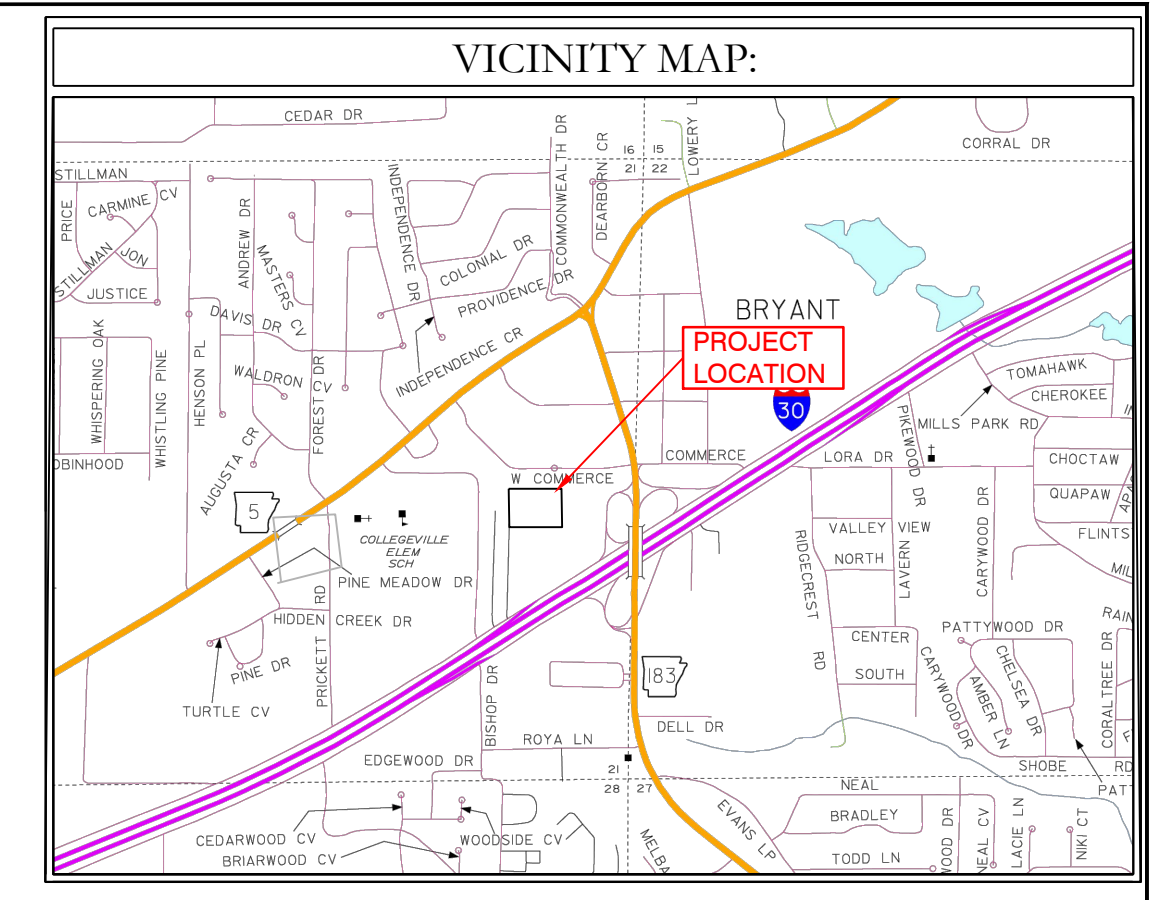 VICINITY MAP:
CEDAR DR
COMMONWEALTH DR
DEARBORN CR
LOWERY L
CORRAL DR
16 15
21 22
STILLMAN
PRICE
CARMINE CV
STILLMAN
JON
JUSTICE
ANDREW DR
MASTERS CV
INDEPENDENCE DR
COLONIAL DR
PROVIDENCE DR
DAVIS DR
INDEPENDENCE CR
BRYANT
PROJECT
LOCATION
30
WHISPERING OAK
WHISTLING PINE
HENSON PL
WALDRON CV
FOREST DR
AUGUSTA CR
OBINHOOD
TOMAHAWK
CHEROKEE
MILLS PARK RD
PIKEWOOD DR
COMMERCE
W COMMERCE
LORA DR
CHOCTAW
QUAPAW
FLINTS
MIL
5
COLLEGEVILLE
ELEM
SCH
PINE MEADOW DR
HIDDEN CREEK DR
PRICKETT RD
PINE DR
TURTLE CV
VALLEY VIEW
NORTH
LAVERN
CARYWOOD DR
RIDGECREST RD
RAIN
CENTER
SOUTH
PATTYWOOD DR
CARYWOOD DR
AMBER LN
CHELSEA DR
CORALTREE DR
183
BISHOP DR
DELL DR
ROYA LN
EDGEWOOD DR
SHOBE RD
PATT
21
28 27
NEAL
BRADLEY
TODD LN
EVANS LP
MELBA
CEDARWOOD CV
BRIARWOOD CV
WOODSIDE CV
WOOD DR
NEAL CV
LACIE LN
NIKI CT